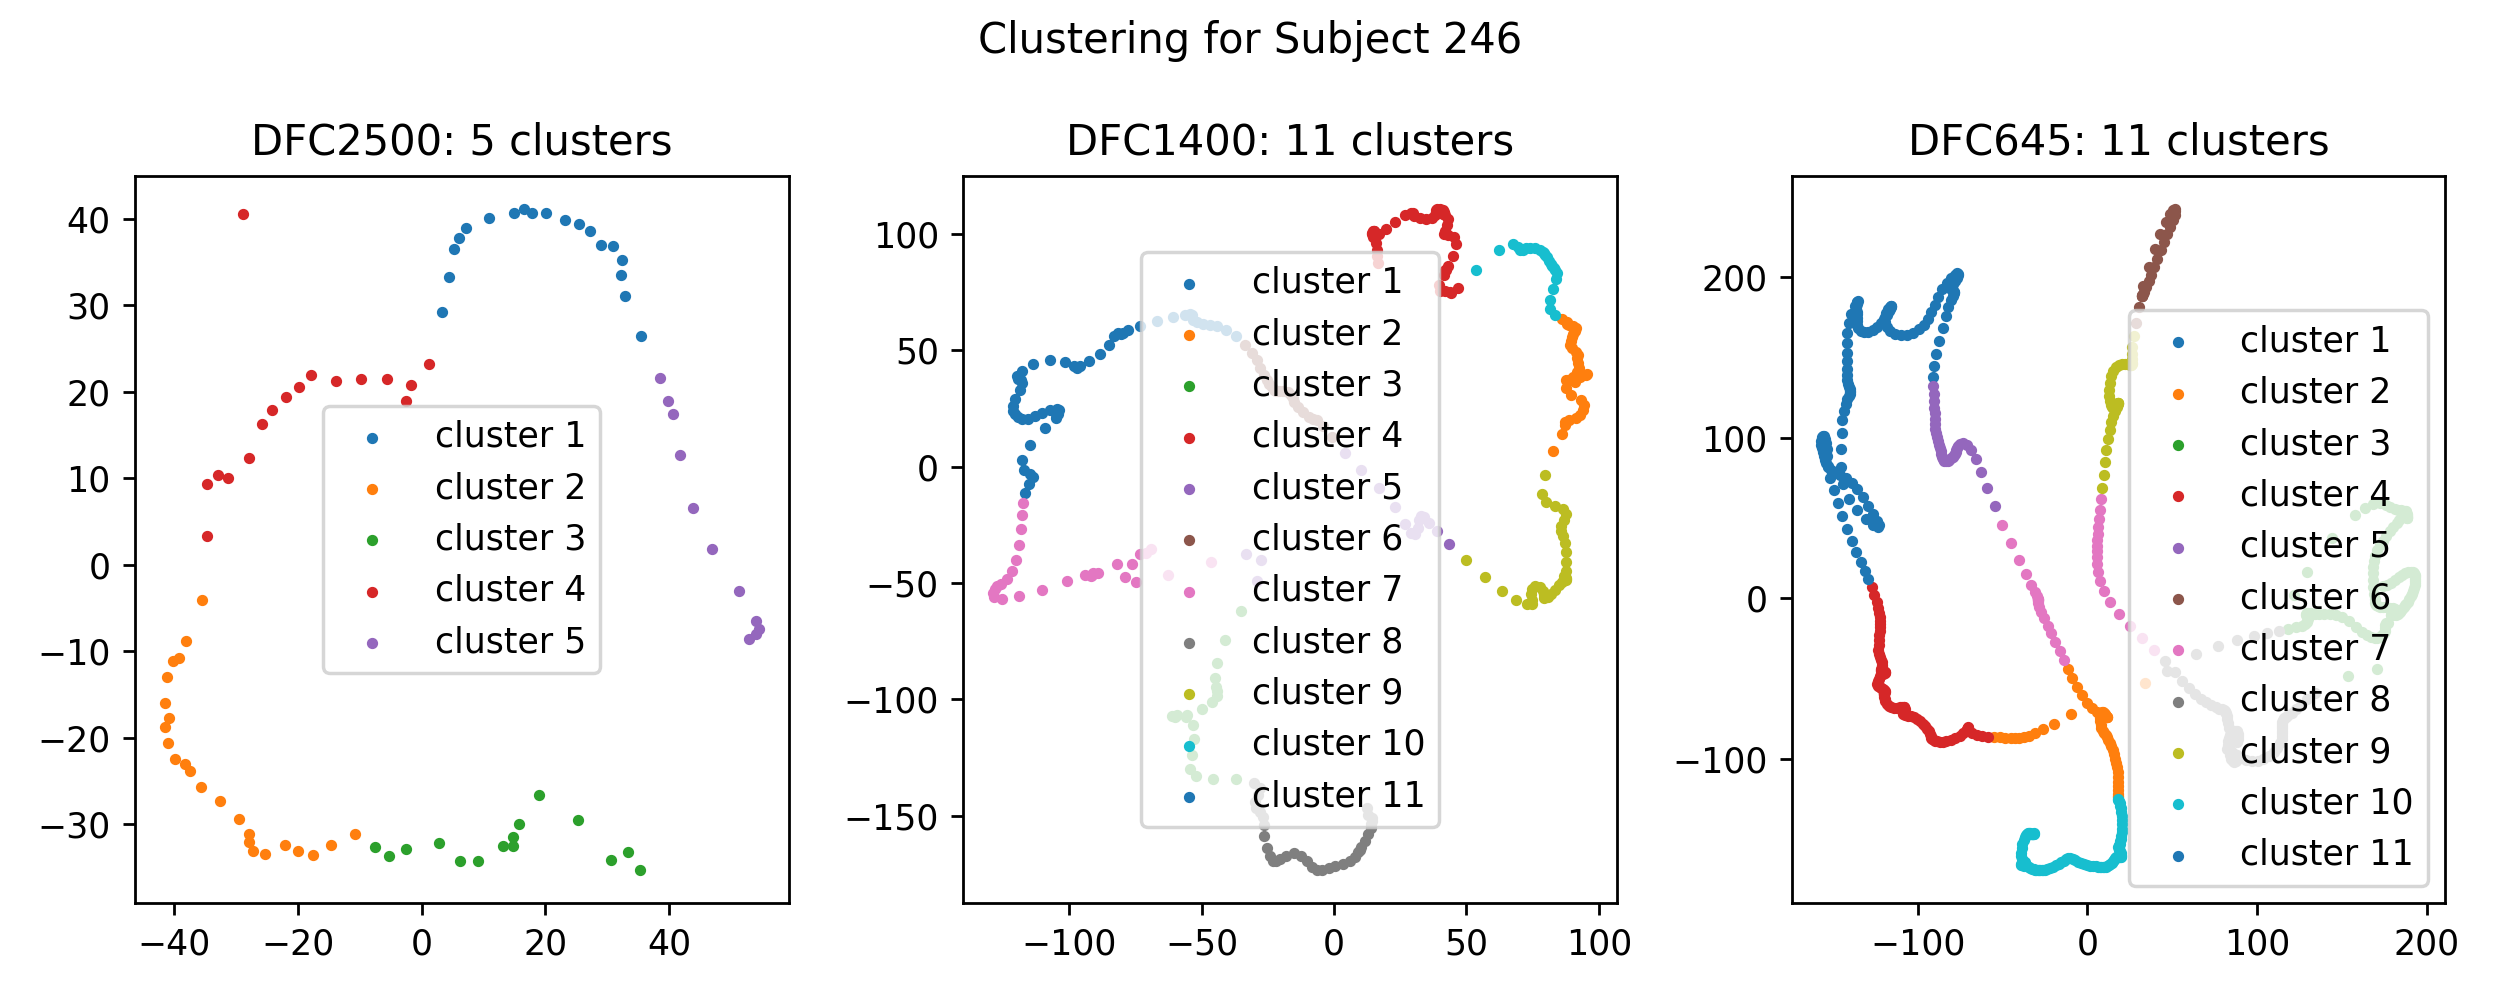 Clustering for Subject 246
DFC2500: 5 clusters
40
30
20
10
0
−10
−20
−30
−40
−20
0
20
40
cluster 1
cluster 2
cluster 3
cluster 4
cluster 5
DFC1400: 11 clusters
100
50
0
−50
−100
−150
−100
−50
0
50
100
cluster 1
cluster 2
cluster 3
cluster 4
cluster 5
cluster 6
cluster 7
cluster 8
cluster 9
cluster 10
cluster 11
DFC645: 11 clusters
200
100
0
−100
−100
0
100
200
cluster 1
cluster 2
cluster 3
cluster 4
cluster 5
cluster 6
cluster 7
cluster 8
cluster 9
cluster 10
cluster 11